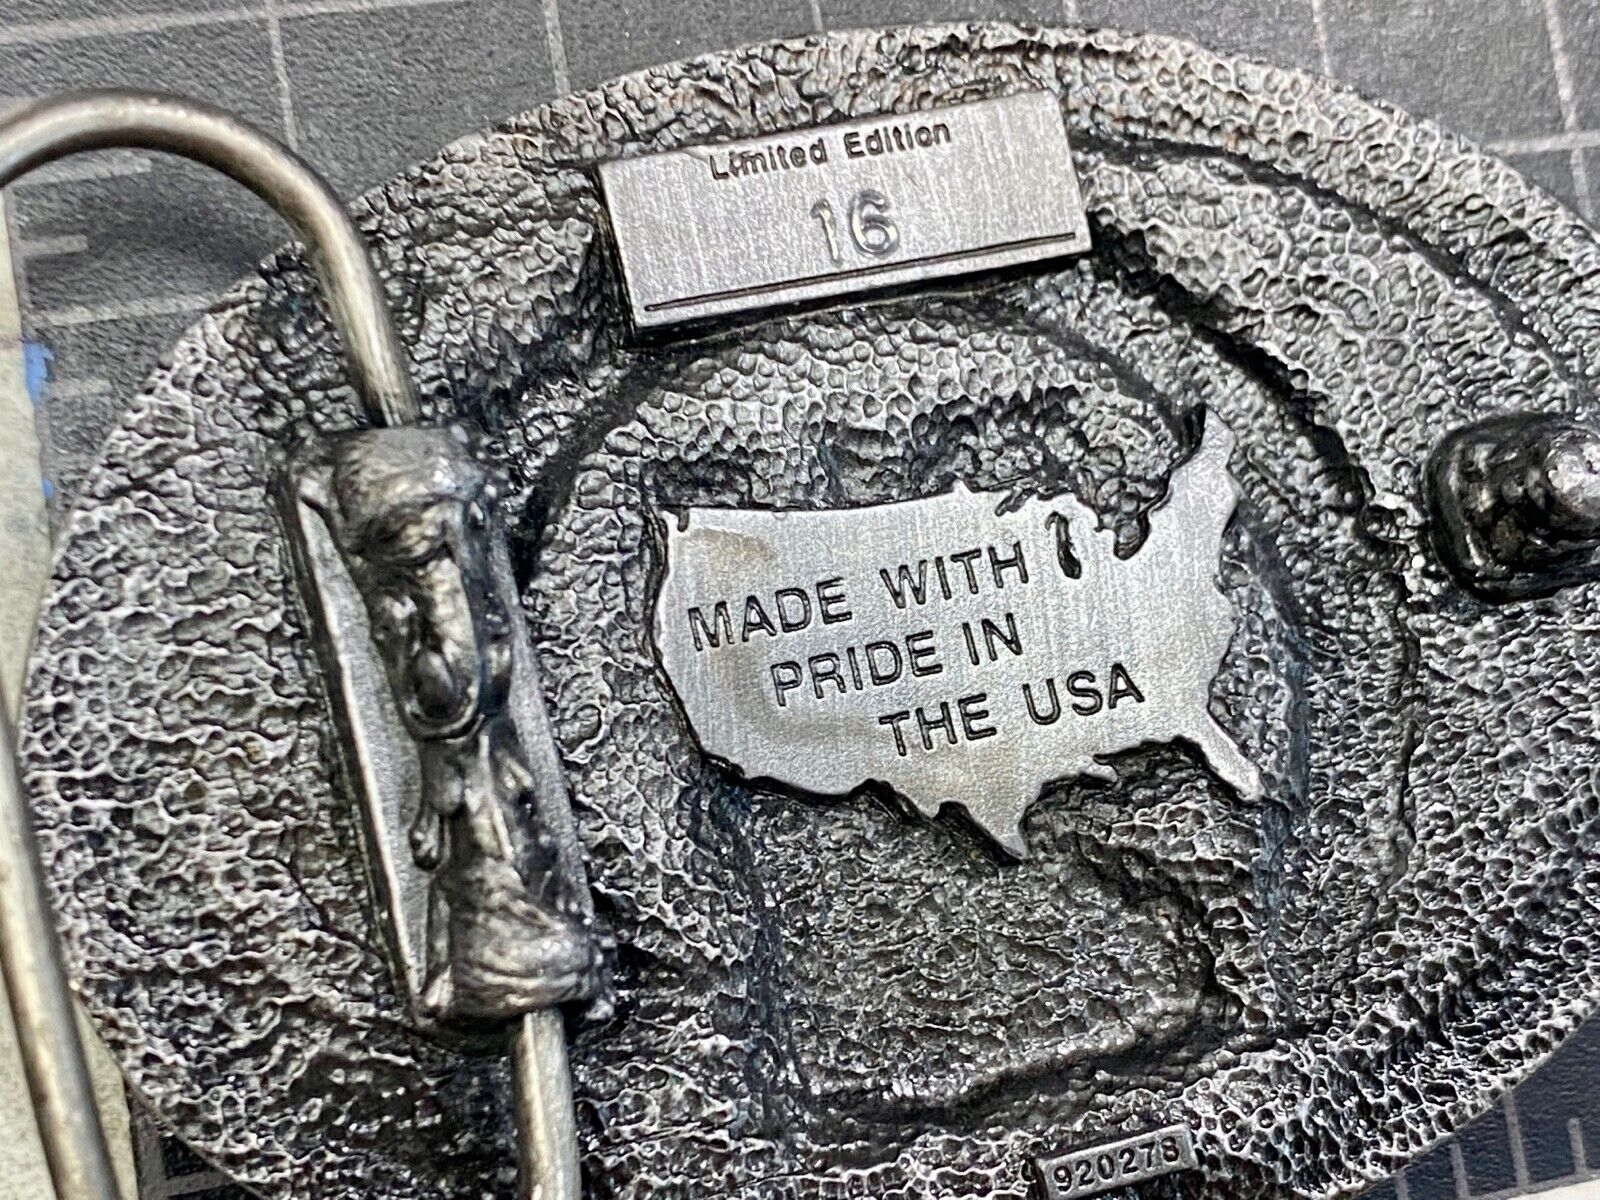 Limited Edition
16
MADE WITH
PRIDE IN
THE USA
920278